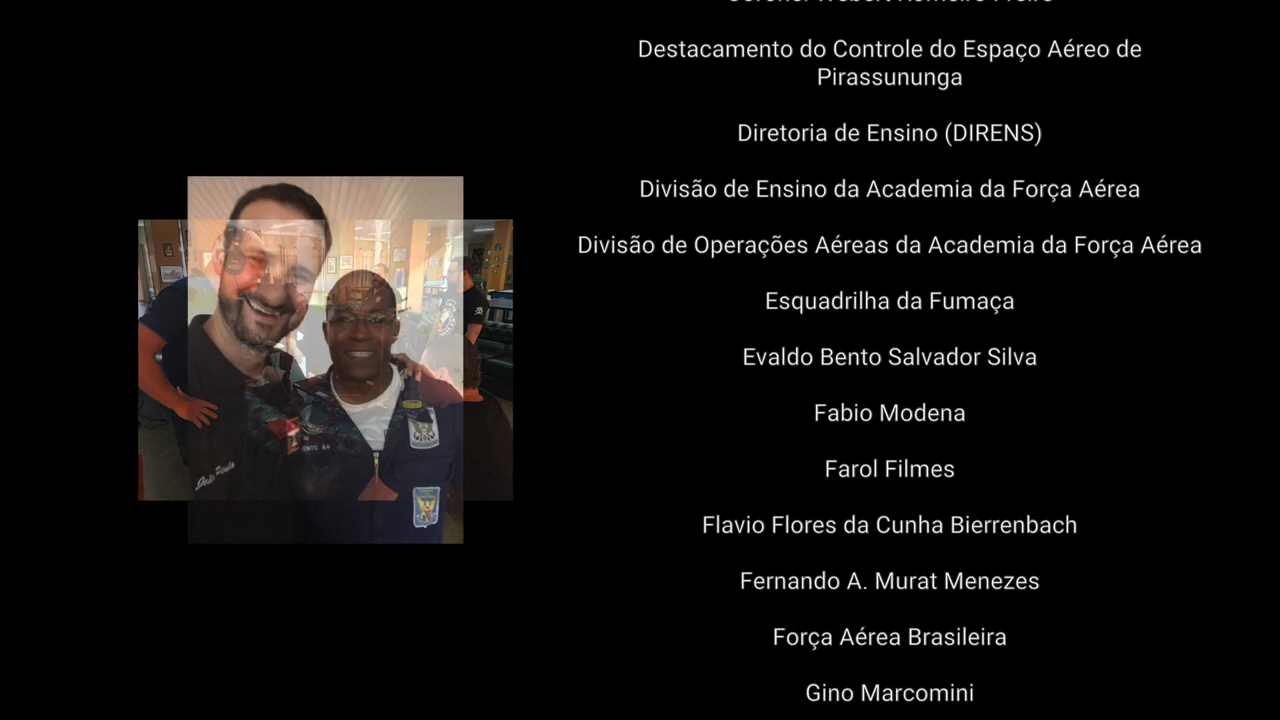 Destacamento do Controle do Espaço Aéreo de
Pirassununga
Diretoria de Ensino (DIRENS)
Divisão de Ensino da Academia da Força Aérea
Divisão de Operações Aéreas da Academia da Força Aérea
Esquadrilha da Fumaça
Evaldo Bento Salvador Silva
Fabio Modena
Farol Filmes
Flavio Flores da Cunha Bierrenbach
Fernando A. Murat Menezes
Força Aérea Brasileira
Gino Marcomini
João Paulo